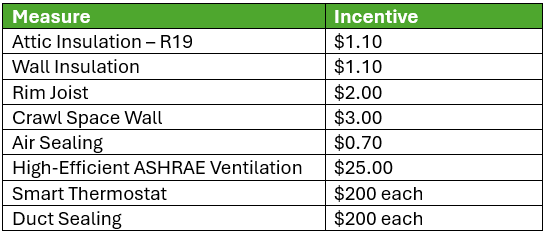 Measure Incentive
Attic Insulation – R19 $1.10
Wall Insulation $1.10
Rim Joist $2.00
Crawl Space Wall $3.00
Air Sealing $0.70
High-Efficient ASHRAE Ventilation $25.00
Smart Thermostat $200 each
Duct Sealing $200 each